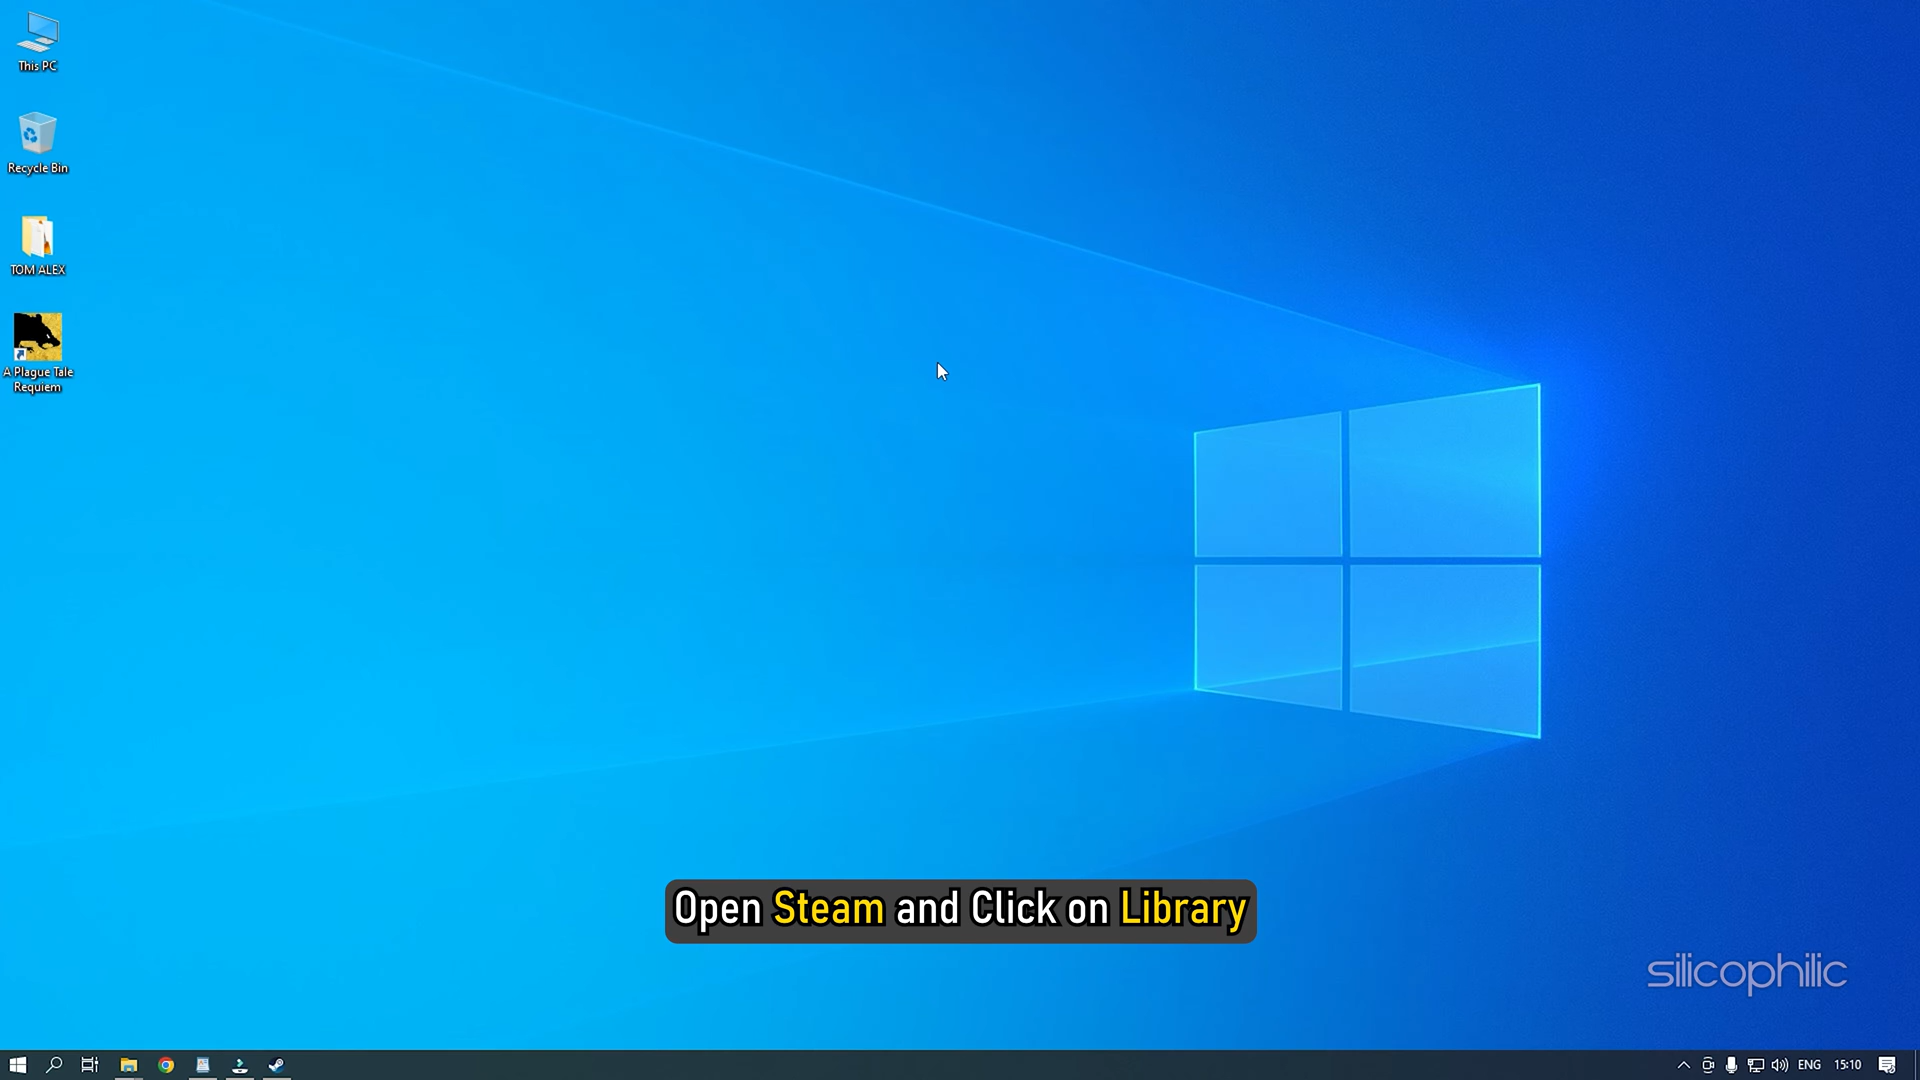 This PC
Recycle Bin
TOM ALEX
A Plague Tale
Requiem
Open Steam and Click on Library
silicophilic
ENG
15:10